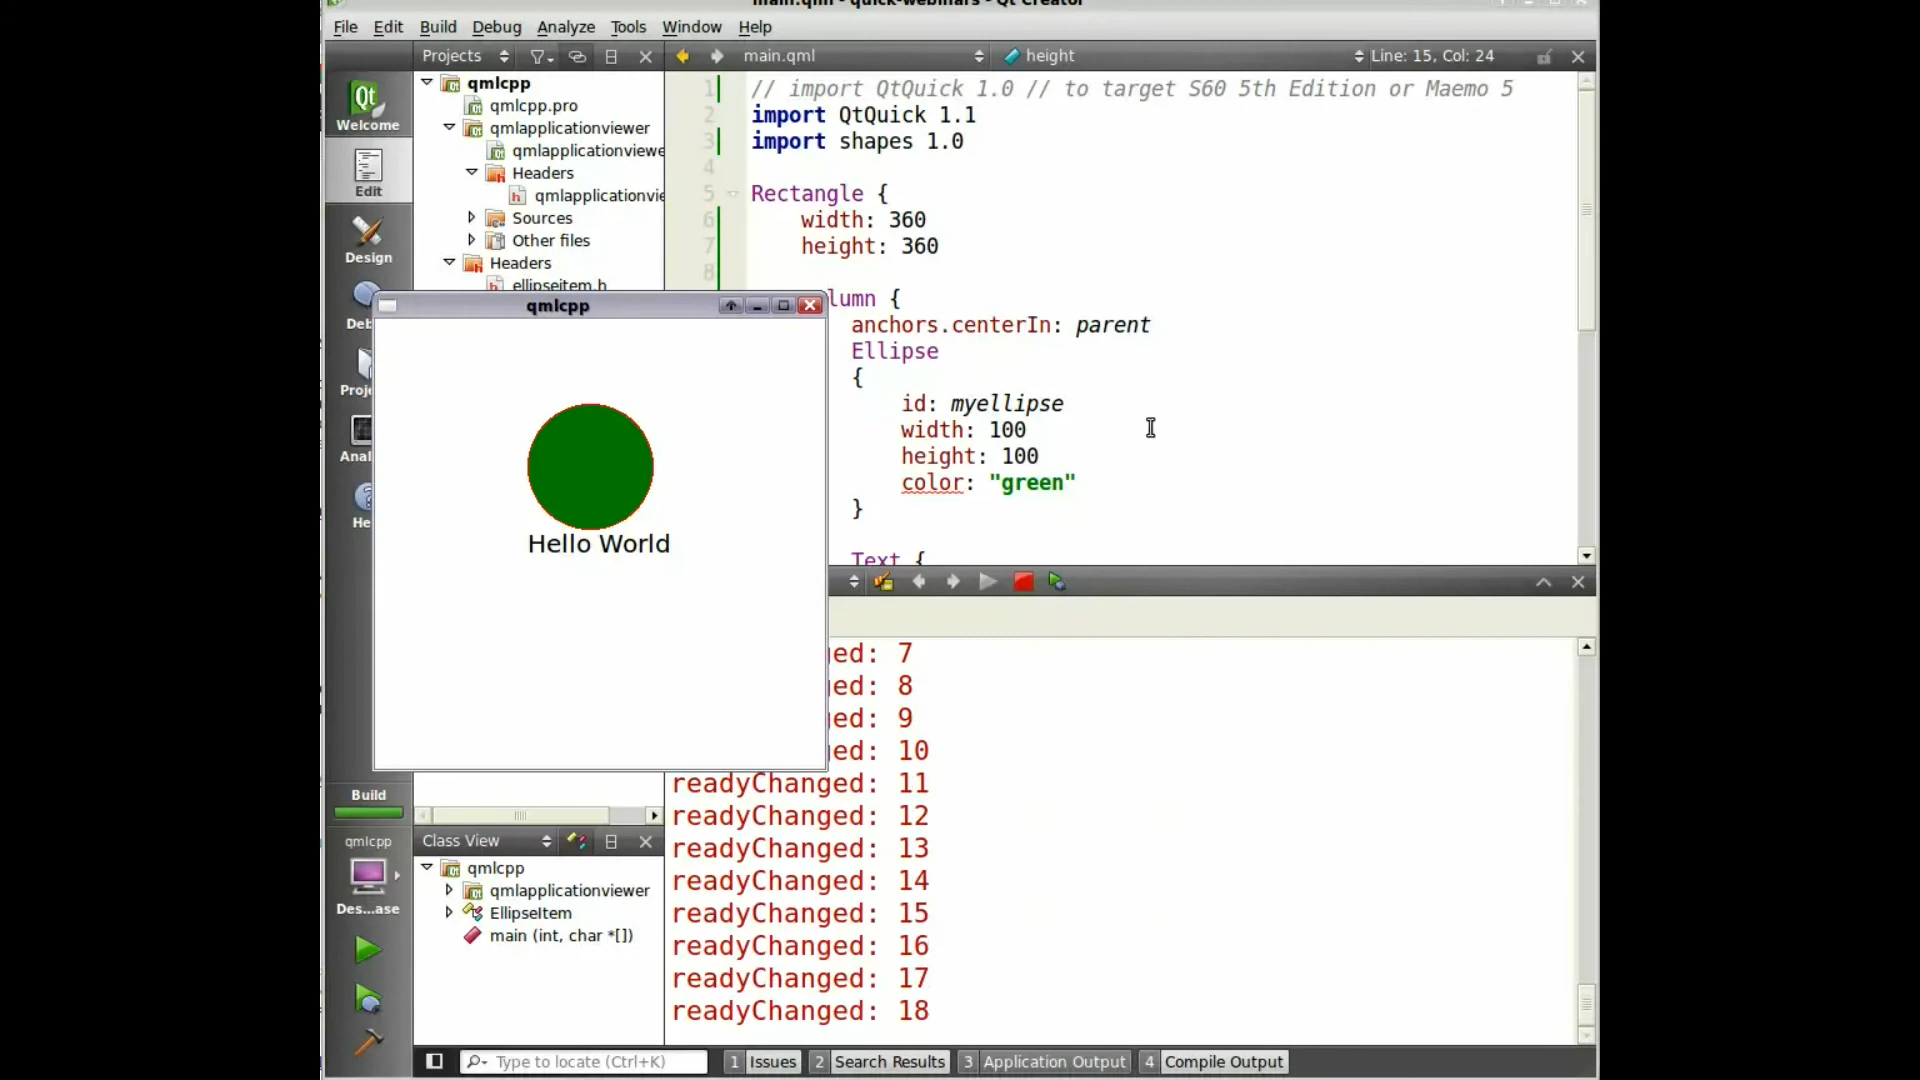 main.qml - quick-webinars - Qt Creator
File Edit Build Debug Analyze Tools Window Help
Projects
main.qml
height
Line: 15, Col: 24
Qt
Welcome
Edit
Design
qmlcpp
qmlcpp.pro
qmlapplicationviewer
qmlapplicationviewe
Headers
qmlapplicationvie
Sources
Other files
Headers
ellipseitem.h
1 // import QtQuick 1.0 // to target S60 5th Edition or Maemo 5
2 import QtQuick 1.1
3 import shapes 1.0
4
5 Rectangle {
6 width: 360
7 height: 360
8
lumn {
anchors.centerIn: parent
Ellipse
{
id: myellipse
width: 100
height: 100
color: "green"
}
Text {
Deb
Proje
Anal
He
qmlcpp
Hello World
ed: 7
ed: 8
ed: 9
ed: 10
readyChanged: 11
readyChanged: 12
readyChanged: 13
readyChanged: 14
readyChanged: 15
readyChanged: 16
readyChanged: 17
readyChanged: 18
Build
qmlcpp
Des...ase
Class View
qmlcpp
qmlapplicationviewer
EllipseItem
main (int, char *[])
Type to locate (Ctrl+K)
1 Issues 2 Search Results 3 Application Output 4 Compile Output